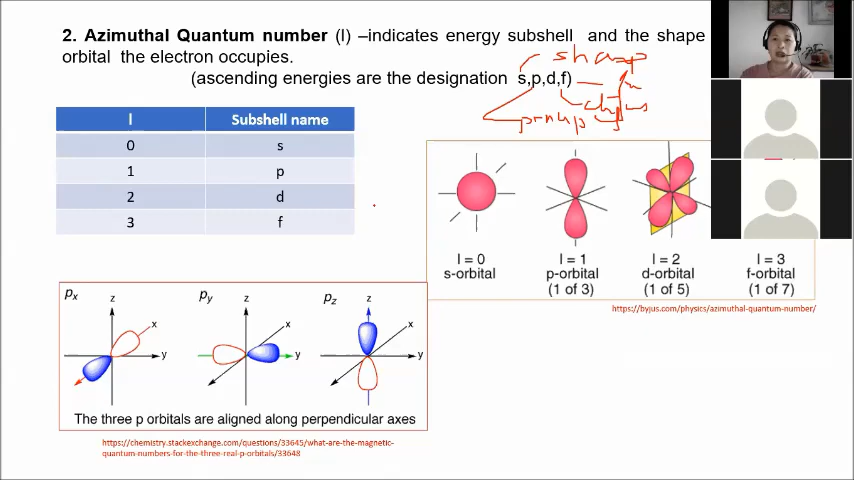 2. Azimuthal Quantum number (l) –indicates energy subshell and the shape
orbital the electron occupies.
(ascending energies are the designation s,p,d,f)
sharp
l Subshell name
0 s
1 p
2 d
3 f
l = 0 l = 1 l = 2 l = 3
s-orbital p-orbital d-orbital f-orbital
(1 of 3) (1 of 5) (1 of 7)
https://byjus.com/physics/azimuthal-quantum-number/
px py pz
z z z
x x x
y y y
The three p orbitals are aligned along perpendicular axes
https://chemistry.stackexchange.com/questions/33645/what-are-the-magnetic-
quantum-numbers-for-the-three-real-p-orbitals/33648